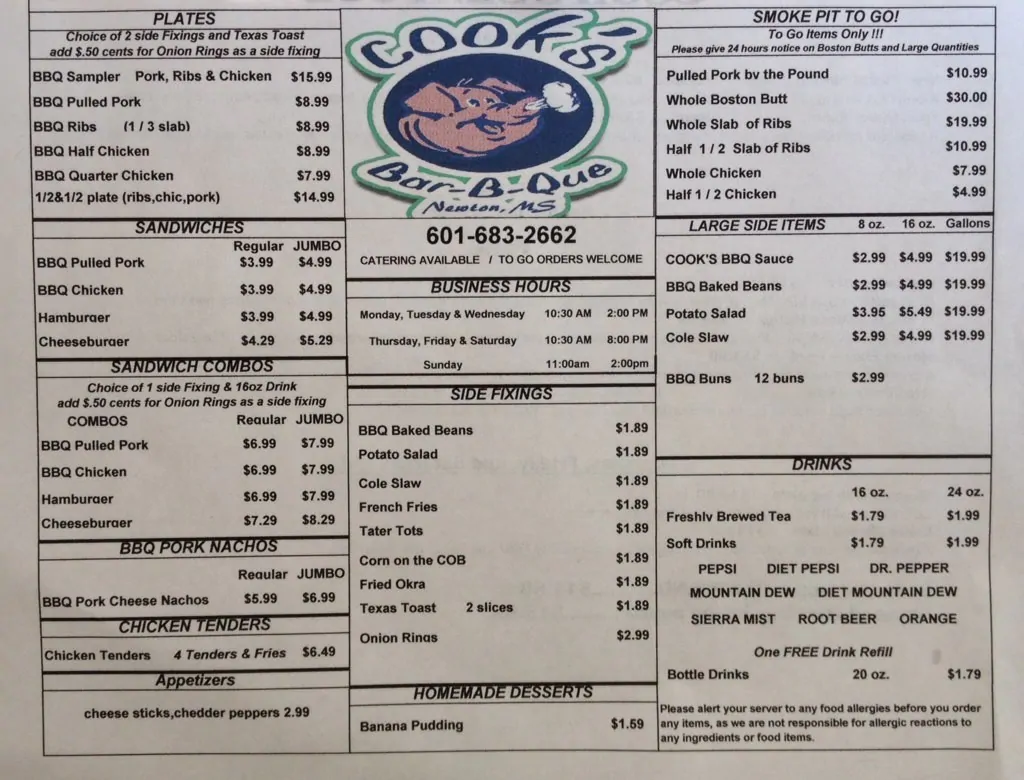 PLATES
Choice of 2 side Fixings and Texas Toast
add $.50 cents for Onion Rings as a side fixing
BBQ Sampler Pork, Ribs & Chicken $15.99
BBQ Pulled Pork $8.99
BBQ Ribs (1 / 3 slab) $8.99
BBQ Half Chicken $8.99
BBQ Quarter Chicken $7.99
1/2&1/2 plate (ribs,chic,pork) $14.99
SANDWICHES
Regular JUMBO
BBQ Pulled Pork $3.99 $4.99
BBQ Chicken $3.99 $4.99
Hamburger $3.99 $4.99
Cheeseburger $4.29 $5.29
SANDWICH COMBOS
Choice of 1 side Fixing & 16oz Drink
add $.50 cents for Onion Rings as a side fixing
COMBOS Regular JUMBO
BBQ Pulled Pork $6.99 $7.99
BBQ Chicken $6.99 $7.99
Hamburger $6.99 $7.99
Cheeseburger $7.29 $8.29
BBQ PORK NACHOS
Regular JUMBO
BBQ Pork Cheese Nachos $5.99 $6.99
CHICKEN TENDERS
Chicken Tenders 4 Tenders & Fries $6.49
Appetizers
cheese sticks,chedder peppers 2.99
COOK'S
Bar-B-Que
Newton, MS
601-683-2662
CATERING AVAILABLE / TO GO ORDERS WELCOME
BUSINESS HOURS
Monday, Tuesday & Wednesday 10:30 AM 2:00 PM
Thursday, Friday & Saturday 10:30 AM 8:00 PM
Sunday 11:00am 2:00pm
SIDE FIXINGS
BBQ Baked Beans $1.89
Potato Salad $1.89
Cole Slaw $1.89
French Fries $1.89
Tater Tots $1.89
Corn on the COB $1.89
Fried Okra $1.89
Texas Toast 2 slices $1.89
Onion Rings $2.99
HOMEMADE DESSERTS
Banana Pudding $1.59
SMOKE PIT TO GO!
To Go Items Only !!!
Please give 24 hours notice on Boston Butts and Large Quantities
Pulled Pork by the Pound $10.99
Whole Boston Butt $30.00
Whole Slab of Ribs $19.99
Half 1 / 2 Slab of Ribs $10.99
Whole Chicken $7.99
Half 1 / 2 Chicken $4.99
LARGE SIDE ITEMS 8 oz. 16 oz. Gallons
COOK'S BBQ Sauce $2.99 $4.99 $19.99
BBQ Baked Beans $2.99 $4.99 $19.99
Potato Salad $3.95 $5.49 $19.99
Cole Slaw $2.99 $4.99 $19.99
BBQ Buns 12 buns $2.99
DRINKS
16 oz. 24 oz.
Freshly Brewed Tea $1.79 $1.99
Soft Drinks $1.79 $1.99
PEPSI DIET PEPSI DR. PEPPER
MOUNTAIN DEW DIET MOUNTAIN DEW
SIERRA MIST ROOT BEER ORANGE
One FREE Drink Refill
Bottle Drinks 20 oz. $1.79
Please alert your server to any food allergies before you order
any items, as we are not responsible for allergic reactions to
any ingredients or food items.